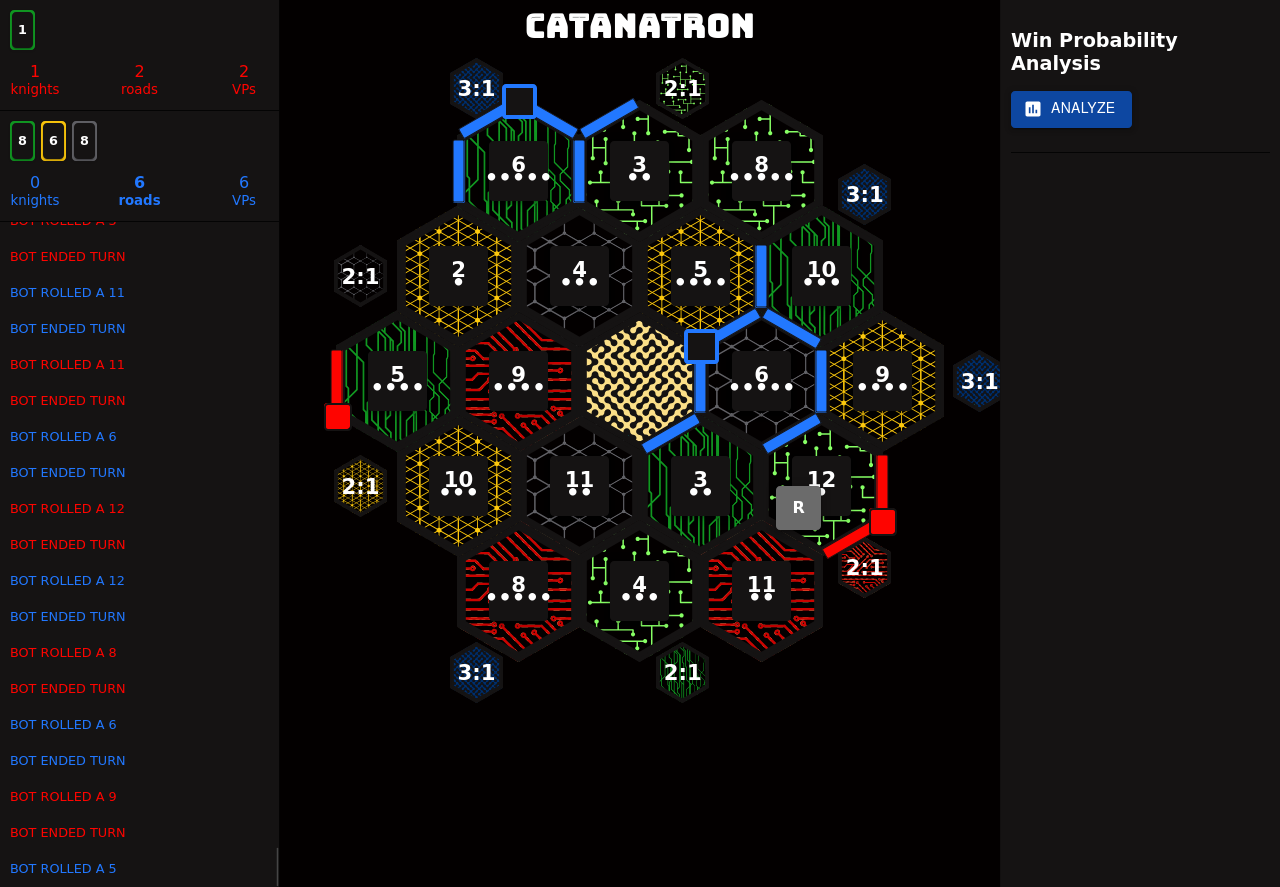 CATANATRON
1
1
2
2
knights
roads
VPs
8
6
8
0
6
6
knights
roads
VPs
BOT ENDED TURN
BOT ROLLED A 11
BOT ENDED TURN
BOT ROLLED A 11
BOT ENDED TURN
BOT ROLLED A 6
BOT ENDED TURN
BOT ROLLED A 12
BOT ENDED TURN
BOT ROLLED A 12
BOT ENDED TURN
BOT ROLLED A 8
BOT ENDED TURN
BOT ROLLED A 6
BOT ENDED TURN
BOT ROLLED A 9
BOT ENDED TURN
BOT ROLLED A 5
3:1
2:1
6
3
8
3:1
2:1
2
4
5
10
5
9
6
9
3:1
2:1
10
11
3
12
R
2:1
8
4
11
3:1
2:1
Win Probability
Analysis
ANALYZE